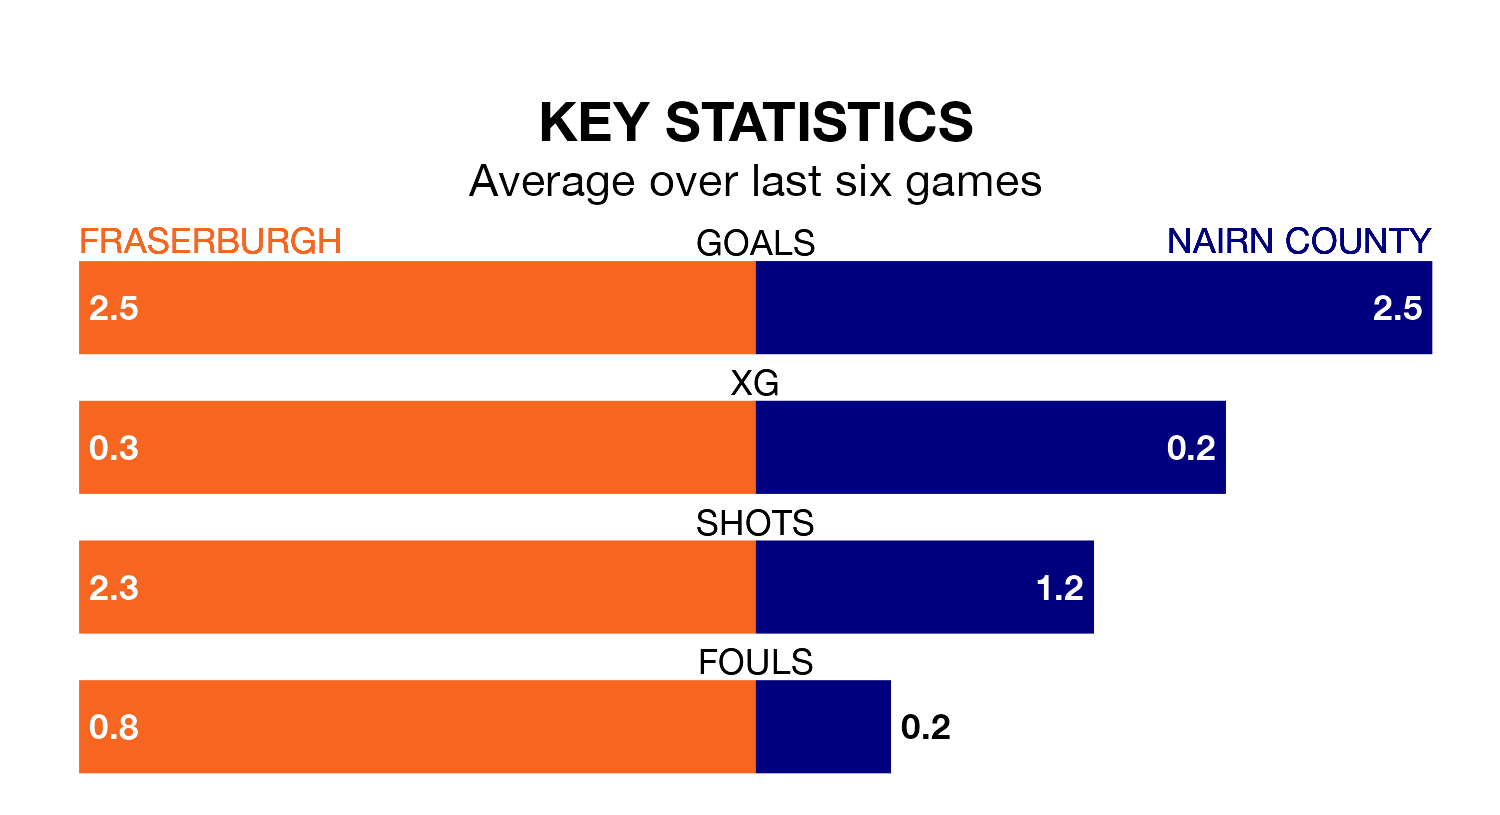 KEY STATISTICS
Average over last six games
FRASERBURGH GOALS NAIRN COUNTY
2.5 2.5
XG
0.3 0.2
SHOTS
2.3 1.2
FOULS
0.8 0.2